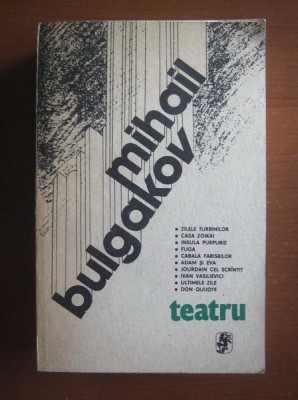 mihail
bulgakov
• ZILELE TURBINILOR
• CASA ZOIKĂI
• INSULA PURPURIE
• FUGA
• CABALA FARISEILOR
• ADAM ȘI EVA
• JOURDAIN CEL SCRÎNTIT
• IVAN VASILIEVICI
• ULTIMELE ZILE
• DON QUIJOTE
teatru